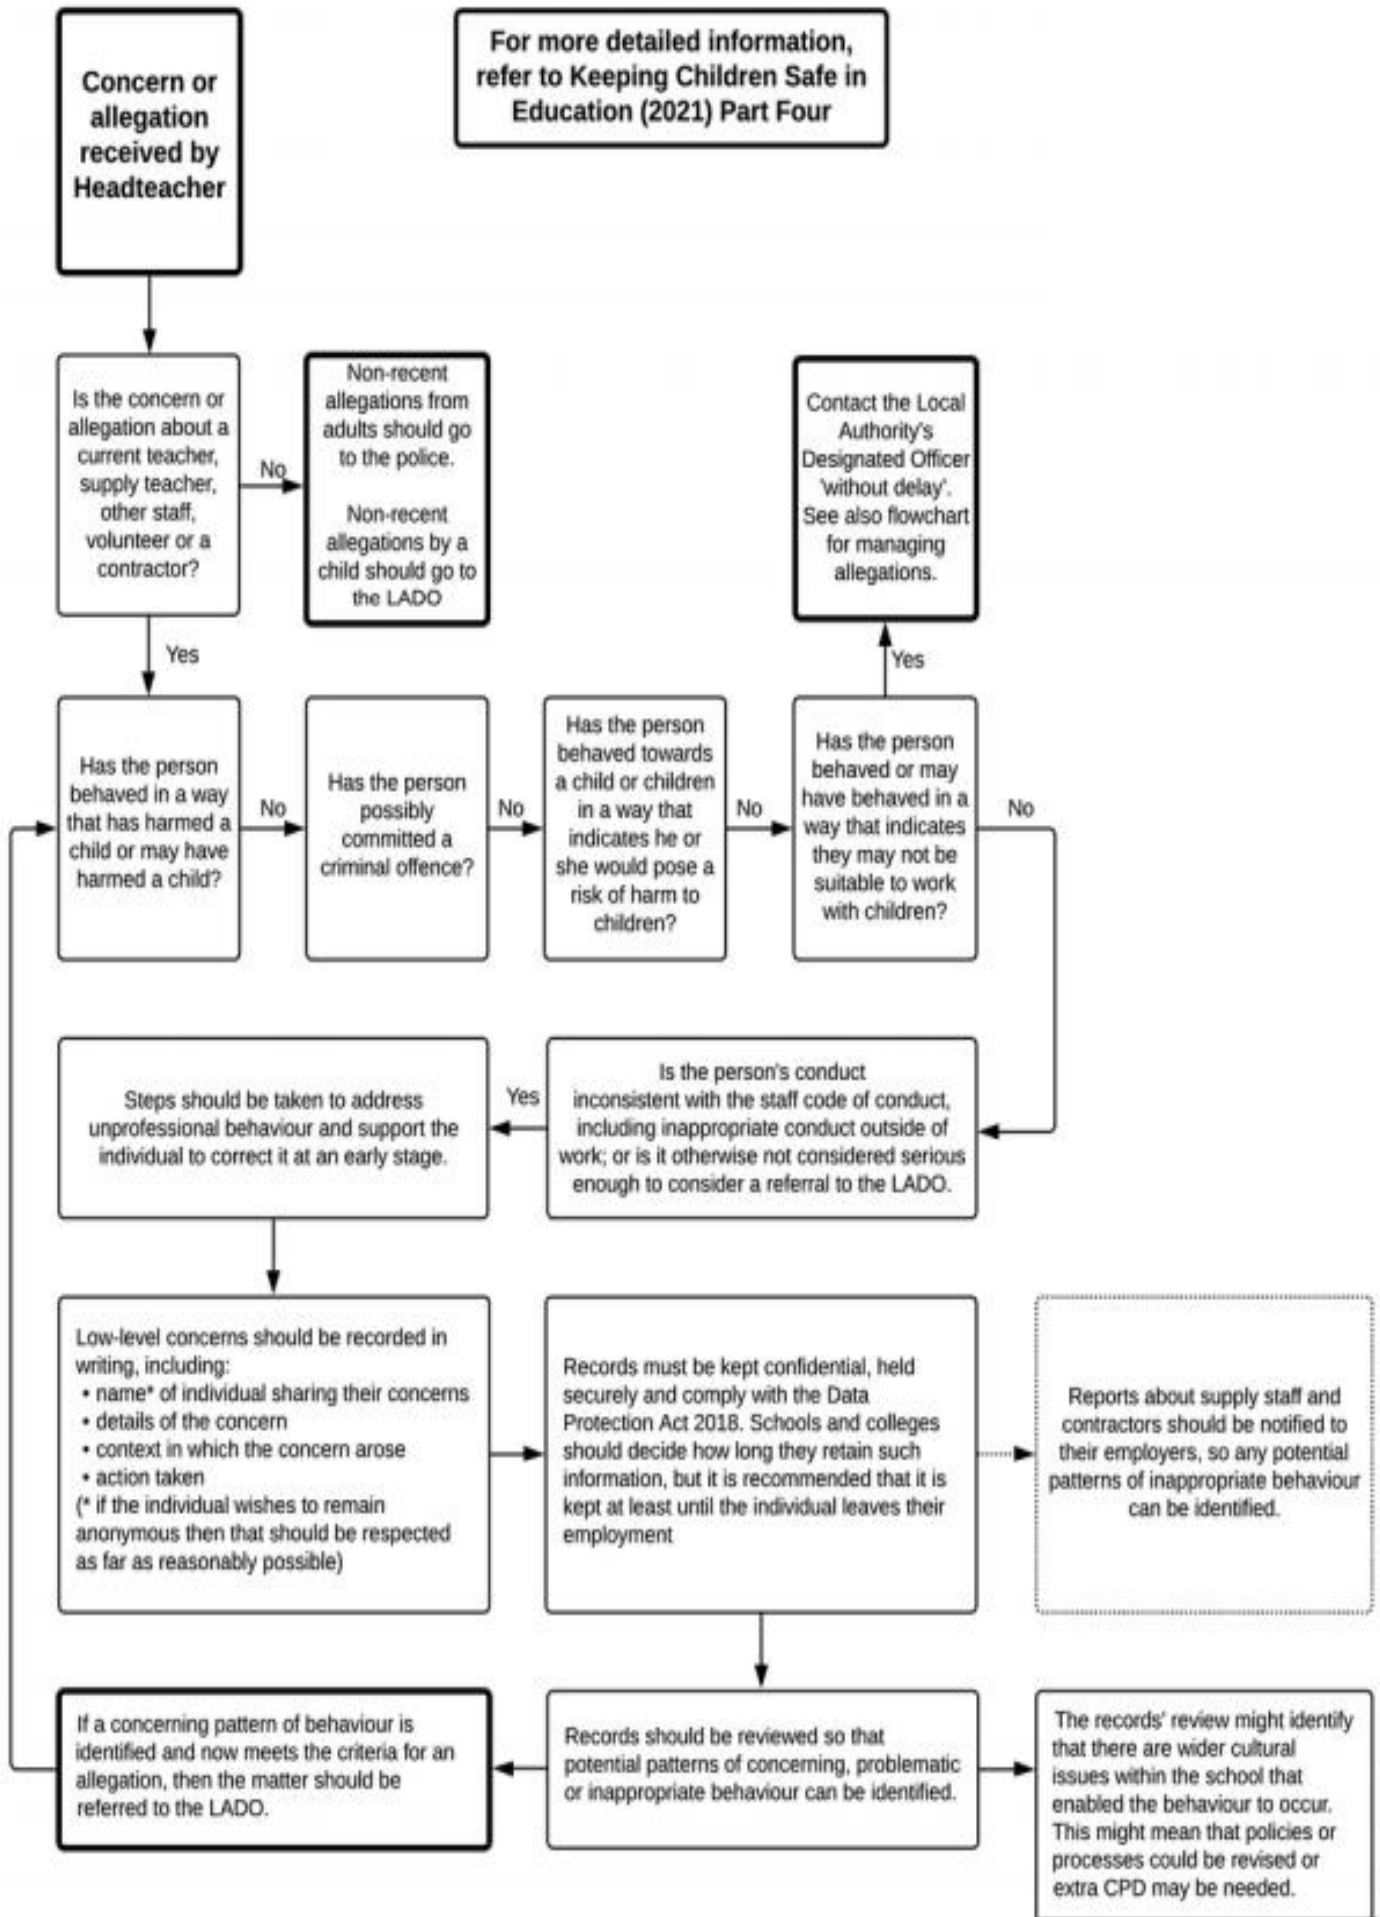 Concern or
allegation
received by
Headteacher
For more detailed information,
refer to Keeping Children Safe in
Education (2021) Part Four
Is the concern or
allegation about a
current teacher,
supply teacher,
other staff,
volunteer or a
contractor?
No
Non-recent
allegations from
adults should go
to the police.
Non-recent
allegations by a
child should go to
the LADO
Contact the Local
Authority's
Designated Officer
'without delay'.
See also flowchart
for managing
allegations.
Yes
Yes
Has the person
behaved in a way
that has harmed a
child or may have
harmed a child?
No
Has the person
possibly
committed a
criminal offence?
No
Has the person
behaved towards
a child or children
in a way that
indicates he or
she would pose a
risk of harm to
children?
No
Has the person
behaved or may
have behaved in a
way that indicates
they may not be
suitable to work
with children?
No
Steps should be taken to address
unprofessional behaviour and support the
individual to correct it at an early stage.
Yes
Is the person's conduct
inconsistent with the staff code of conduct,
including inappropriate conduct outside of
work; or is it otherwise not considered serious
enough to consider a referral to the LADO.
Low-level concerns should be recorded in
writing, including:
• name* of individual sharing their concerns
• details of the concern
• context in which the concern arose
• action taken
(* if the individual wishes to remain
anonymous then that should be respected
as far as reasonably possible)
Records must be kept confidential, held
securely and comply with the Data
Protection Act 2018. Schools and colleges
should decide how long they retain such
information, but it is recommended that it is
kept at least until the individual leaves their
employment
Reports about supply staff and
contractors should be notified to
their employers, so any potential
patterns of inappropriate behaviour
can be identified.
If a concerning pattern of behaviour is
identified and now meets the criteria for an
allegation, then the matter should be
referred to the LADO.
Records should be reviewed so that
potential patterns of concerning, problematic
or inappropriate behaviour can be identified.
The records' review might identify
that there are wider cultural
issues within the school that
enabled the behaviour to occur.
This might mean that policies or
processes could be revised or
extra CPD may be needed.